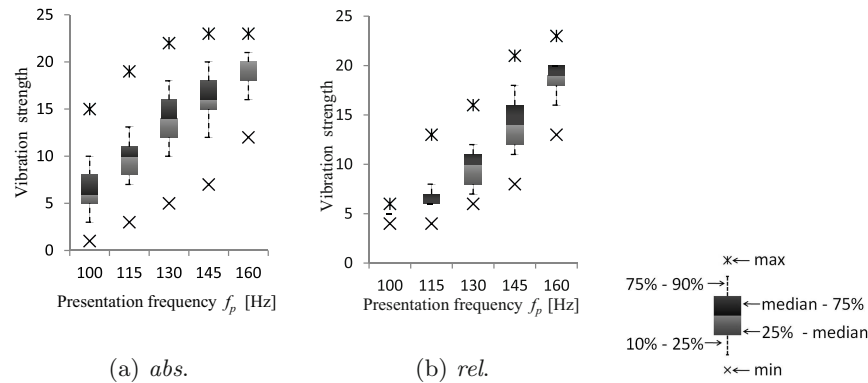 25
20
15
10
5
0
Vibration strength
100 115 130 145 160
Presentation frequency fp [Hz]
(a) abs.
25
20
15
10
5
0
Vibration strength
100 115 130 145 160
Presentation frequency fp [Hz]
(b) rel.
max
75% - 90%
median - 75%
25% - median
10% - 25%
min